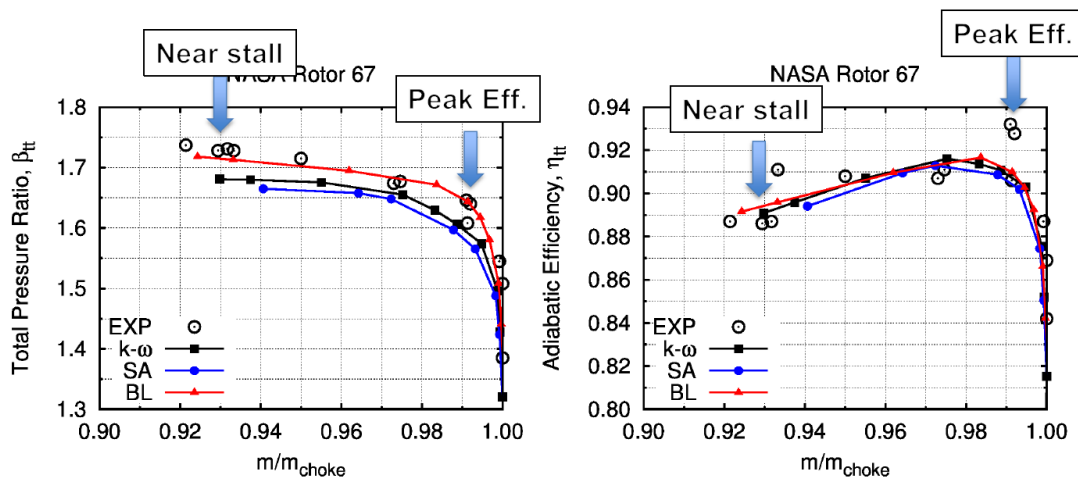 Near stall
NASA Rotor 67
Peak Eff.
Total Pressure Ratio, βtt
1.8
1.7
1.6
1.5
1.4
1.3
EXP
k-ω
SA
BL
0.90 0.92 0.94 0.96 0.98 1.00
m/mchoke
Peak Eff.
NASA Rotor 67
Near stall
Adiabatic Efficiency, ηtt
0.94
0.92
0.90
0.88
0.86
0.84
0.82
0.80
EXP
k-ω
SA
BL
0.90 0.92 0.94 0.96 0.98 1.00
m/mchoke